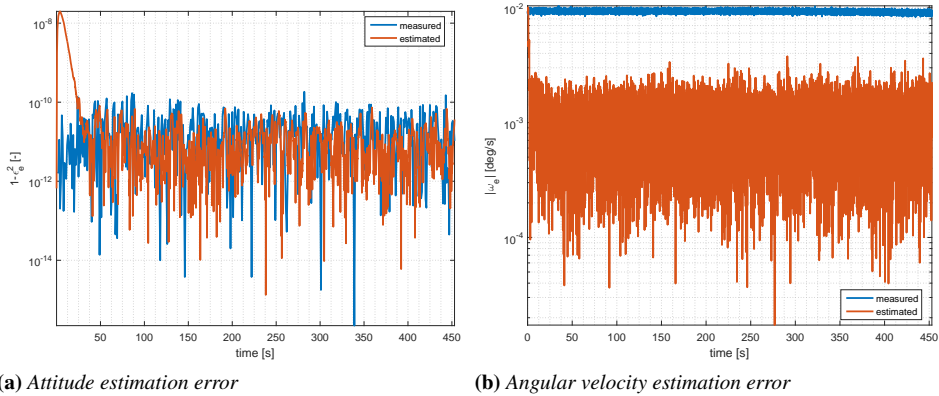 10^-8
10^-10
10^-12
10^-14
1-ϵ_e^2 [-]
measured
estimated
50 100 150 200 250 300 350 400 450
time [s]
(a) Attitude estimation error
10^-2
10^-3
10^-4
|ω_e| [deg/s]
measured
estimated
0 50 100 150 200 250 300 350 400 450
time [s]
(b) Angular velocity estimation error